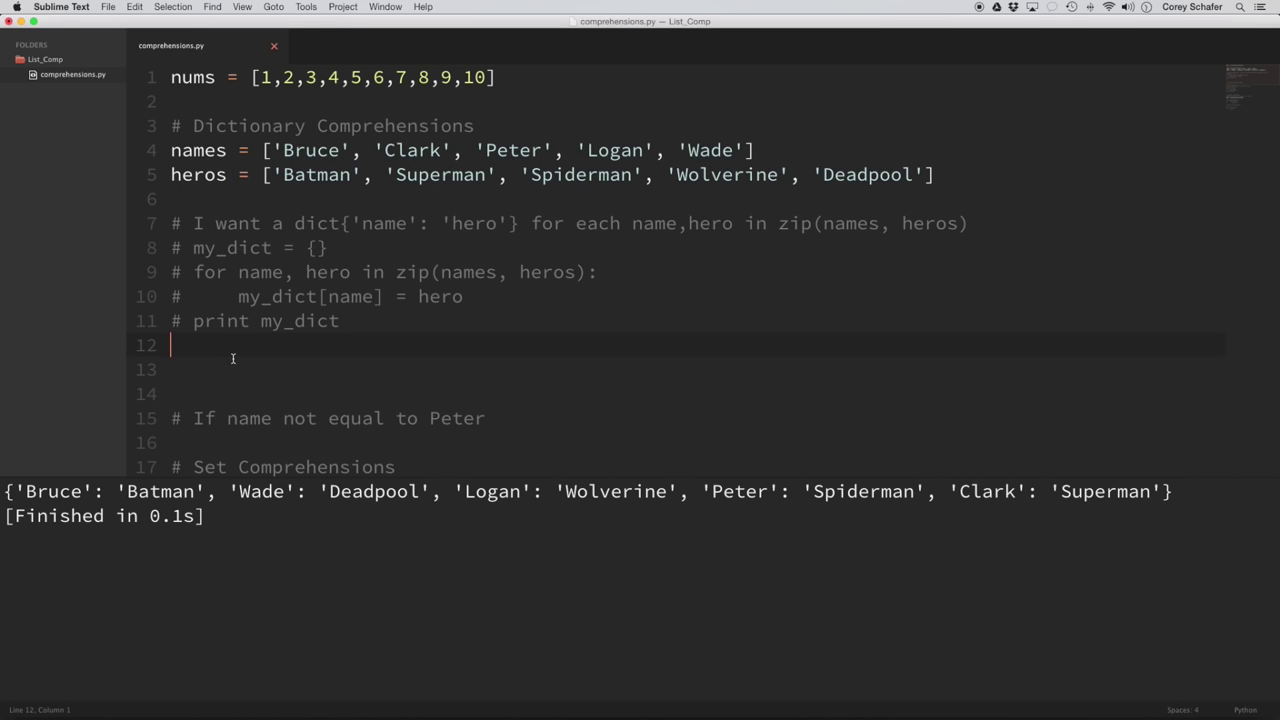 Sublime Text File Edit Selection Find View Goto Tools Project Window Help Corey Schafer
comprehensions.py — List_Comp
FOLDERS
List_Comp
comprehensions.py
comprehensions.py
1 nums = [1,2,3,4,5,6,7,8,9,10]
2
3 # Dictionary Comprehensions
4 names = ['Bruce', 'Clark', 'Peter', 'Logan', 'Wade']
5 heros = ['Batman', 'Superman', 'Spiderman', 'Wolverine', 'Deadpool']
6
7 # I want a dict{'name': 'hero'} for each name,hero in zip(names, heros)
8 # my_dict = {}
9 # for name, hero in zip(names, heros):
10 #     my_dict[name] = hero
11 # print my_dict
12
13
14
15 # If name not equal to Peter
16
17 # Set Comprehensions
{'Bruce': 'Batman', 'Wade': 'Deadpool', 'Logan': 'Wolverine', 'Peter': 'Spiderman', 'Clark': 'Superman'}
[Finished in 0.1s]
Line 12, Column 1 Spaces: 4 Python